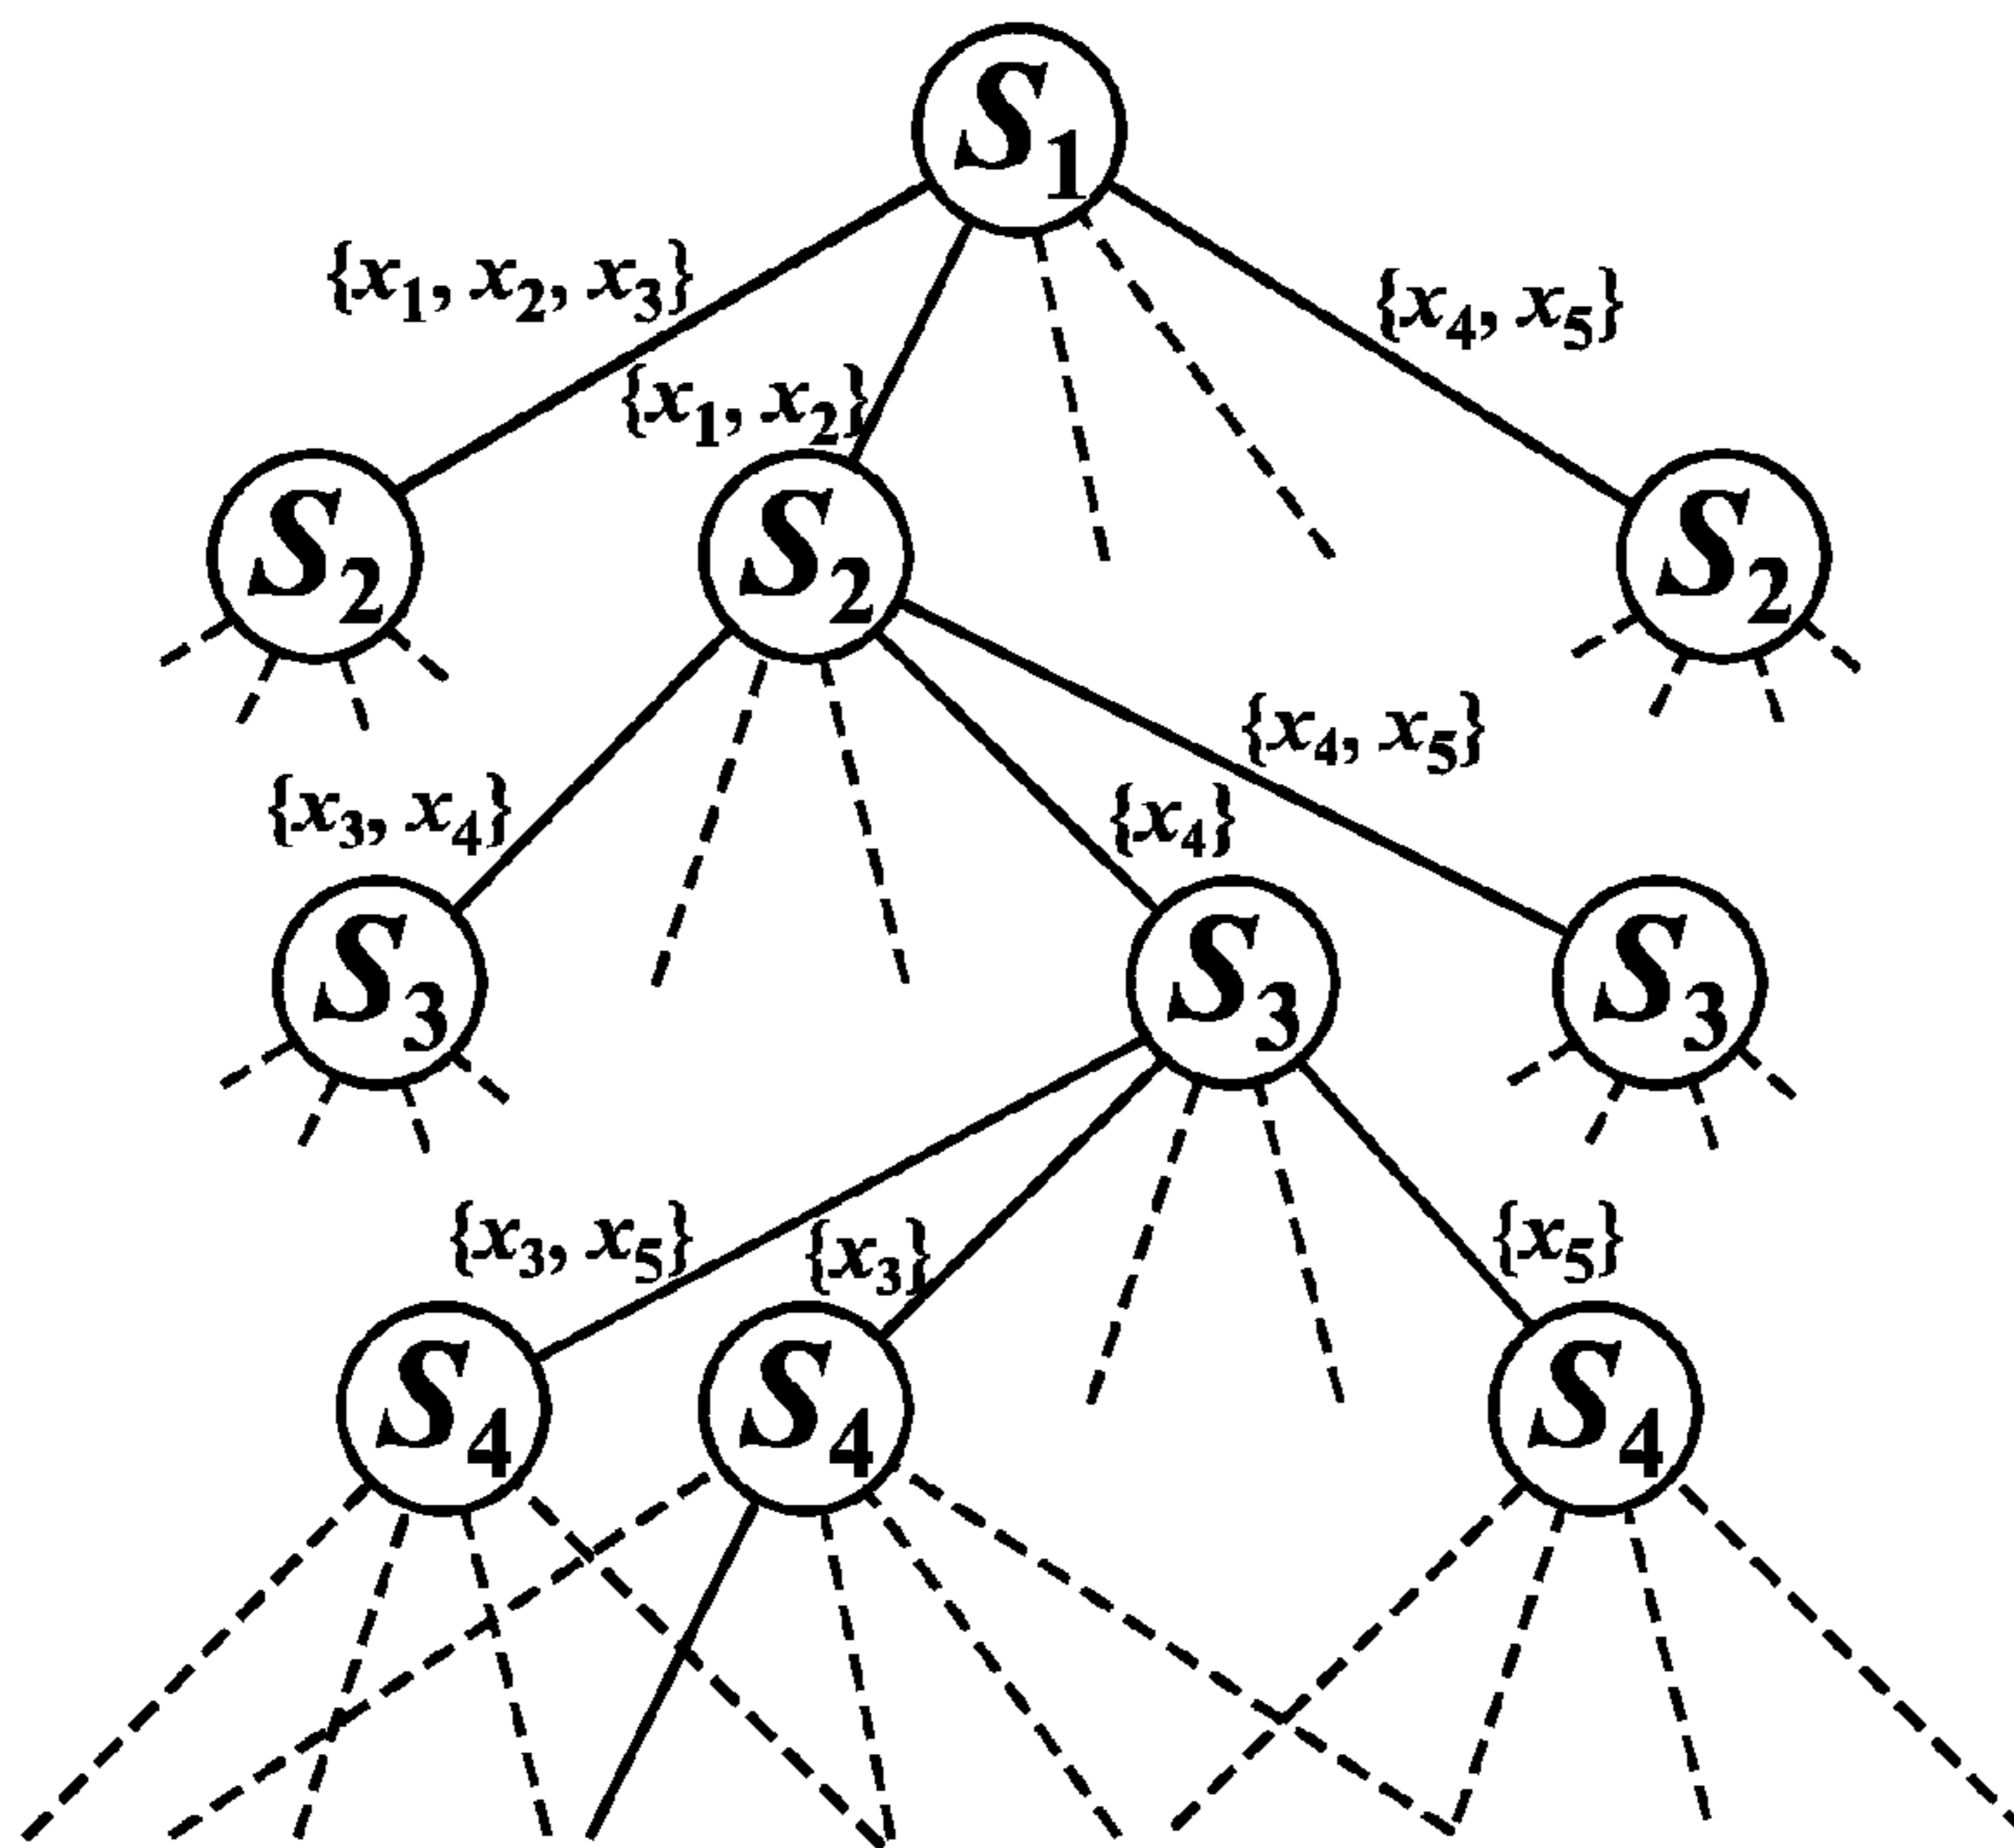 S1
{x1, x2, x3}
{x4, x5}
{x1, x2}
S2 S2 S2
{x4, x5}
{x3, x4}
{x4}
S3 S3 S3
{x3, x5} {x3} {x5}
S4 S4 S4